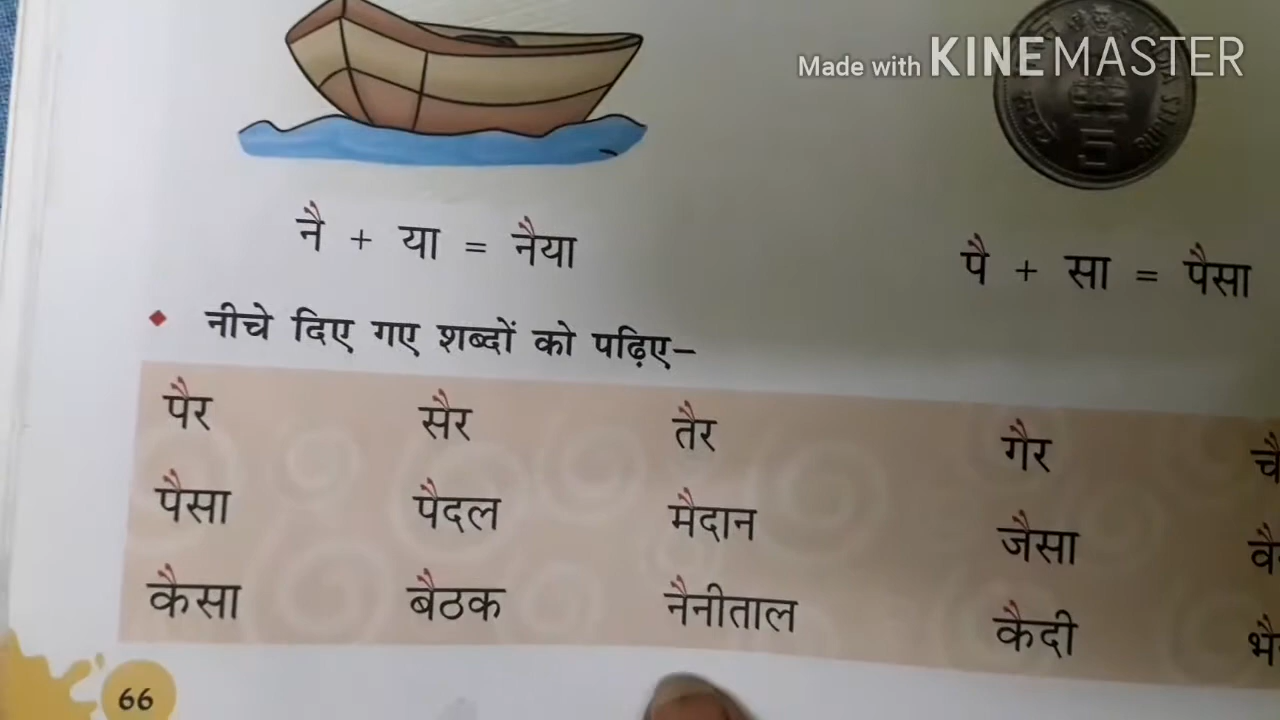 Made with KINEMASTER
नै + या = नैया
पै + सा = पैसा
नीचे दिए गए शब्दों को पढ़िए–
पैर सैर तैर गैर
पैसा पैदल मैदान जैसा
कैसा बैठक नैनीताल कैदी
66